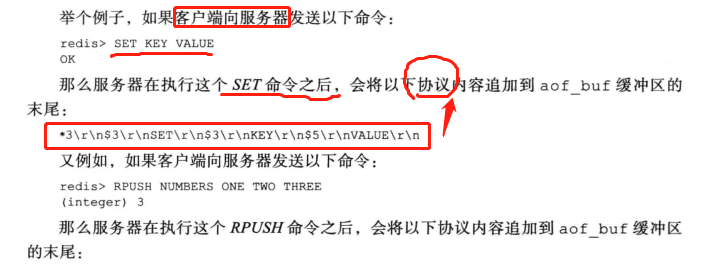 举个例子，如果客户端向服务器发送以下命令：
redis> SET KEY VALUE
OK
那么服务器在执行这个 SET 命令之后，会将以下协议内容追加到 aof_buf 缓冲区的
末尾：
*3\r\n$3\r\nSET\r\n$3\r\nKEY\r\n$5\r\nVALUE\r\n
又例如，如果客户端向服务器发送以下命令：
redis> RPUSH NUMBERS ONE TWO THREE
(integer) 3
那么服务器在执行这个 RPUSH 命令之后，会将以下协议内容追加到 aof_buf 缓冲区
的末尾：